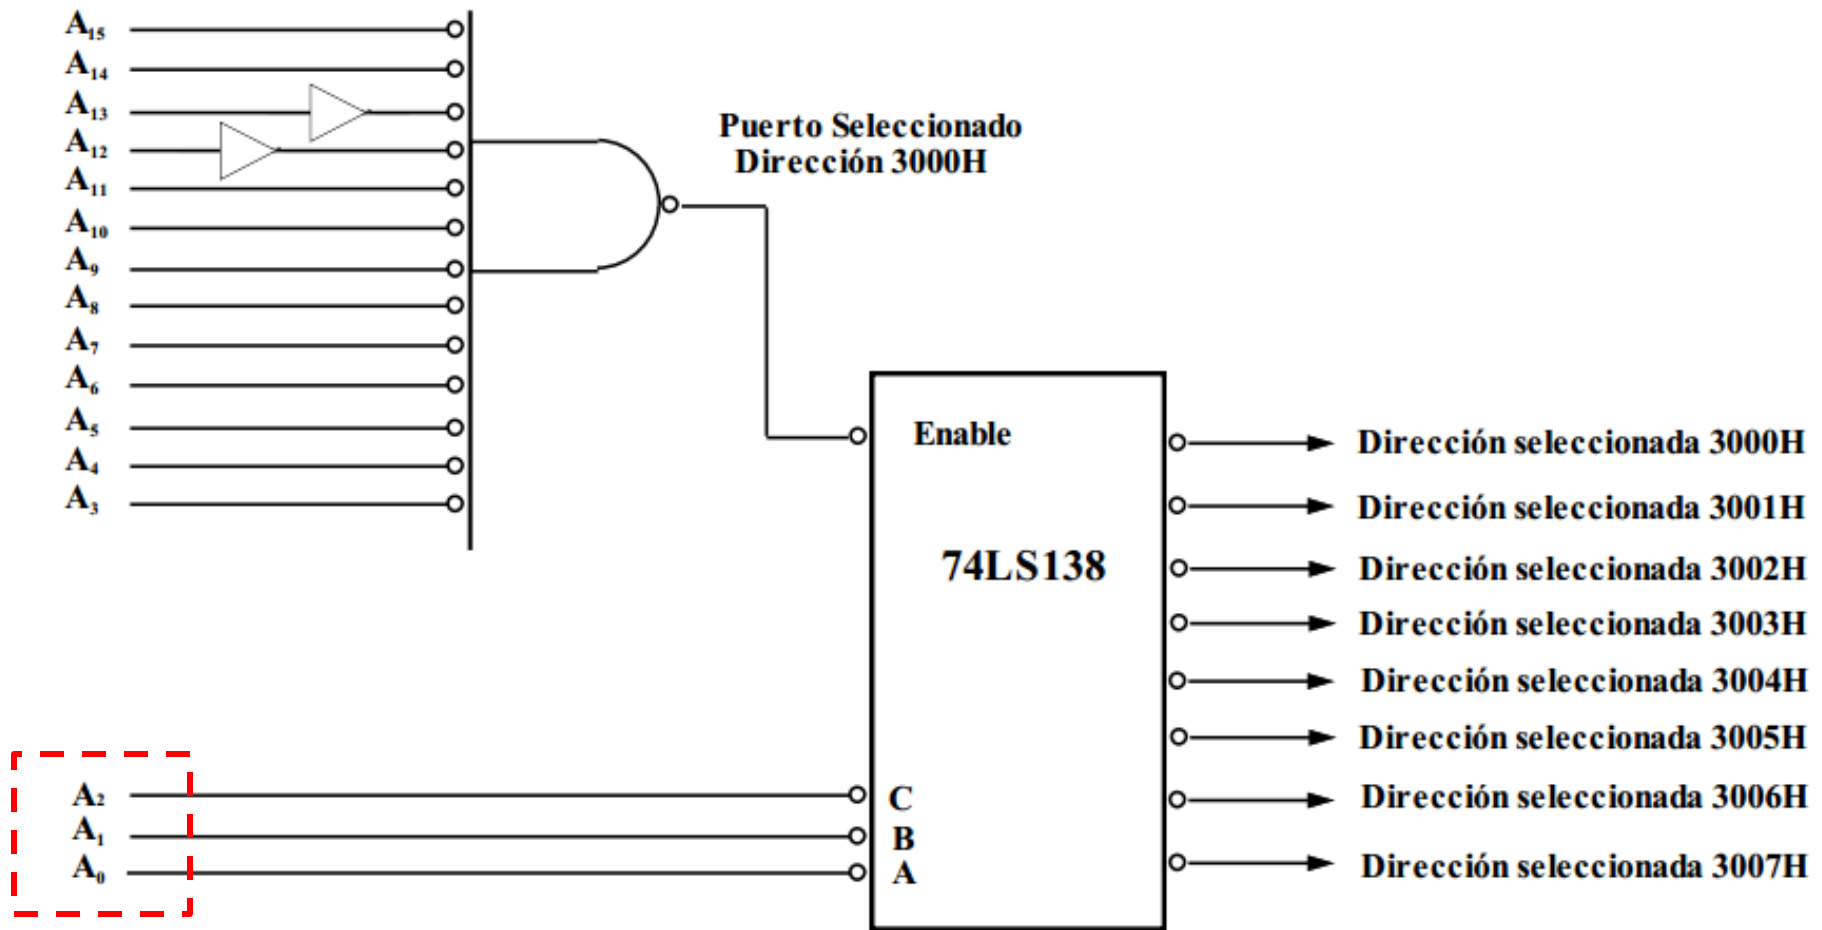 A₁₅
A₁₄
A₁₃
A₁₂
A₁₁
A₁₀
A₉
A₈
A₇
A₆
A₅
A₄
A₃
Puerto Seleccionado
Dirección 3000H
Enable
74LS138
A₂
A₁
A₀
C
B
A
Dirección seleccionada 3000H
Dirección seleccionada 3001H
Dirección seleccionada 3002H
Dirección seleccionada 3003H
Dirección seleccionada 3004H
Dirección seleccionada 3005H
Dirección seleccionada 3006H
Dirección seleccionada 3007H